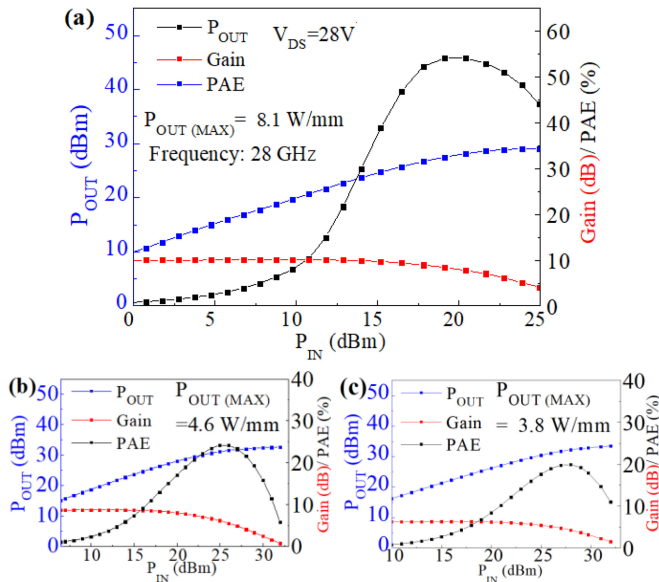 (a)
P_OUT
V_DS=28V
Gain
PAE
P_OUT (MAX) = 8.1 W/mm
Frequency: 28 GHz
P_OUT (dBm)
0
10
20
30
40
50
Gain (dB)/ PAE (%)
0
10
20
30
40
50
60
0 5 10 15 20 25
P_IN (dBm)
(b)
P_OUT
P_OUT (MAX)
Gain
=4.6 W/mm
PAE
P_OUT (dBm)
0
10
20
30
40
50
Gain (dB)/ PAE (%)
0
10
20
30
40
10 15 20 25 30
P_IN (dBm)
(c)
P_OUT
P_OUT (MAX)
Gain
= 3.8 W/mm
PAE
P_OUT (dBm)
0
10
20
30
40
50
Gain (dB)/ PAE (%)
0
10
20
30
40
10 15 20 25 30
P_IN (dBm)